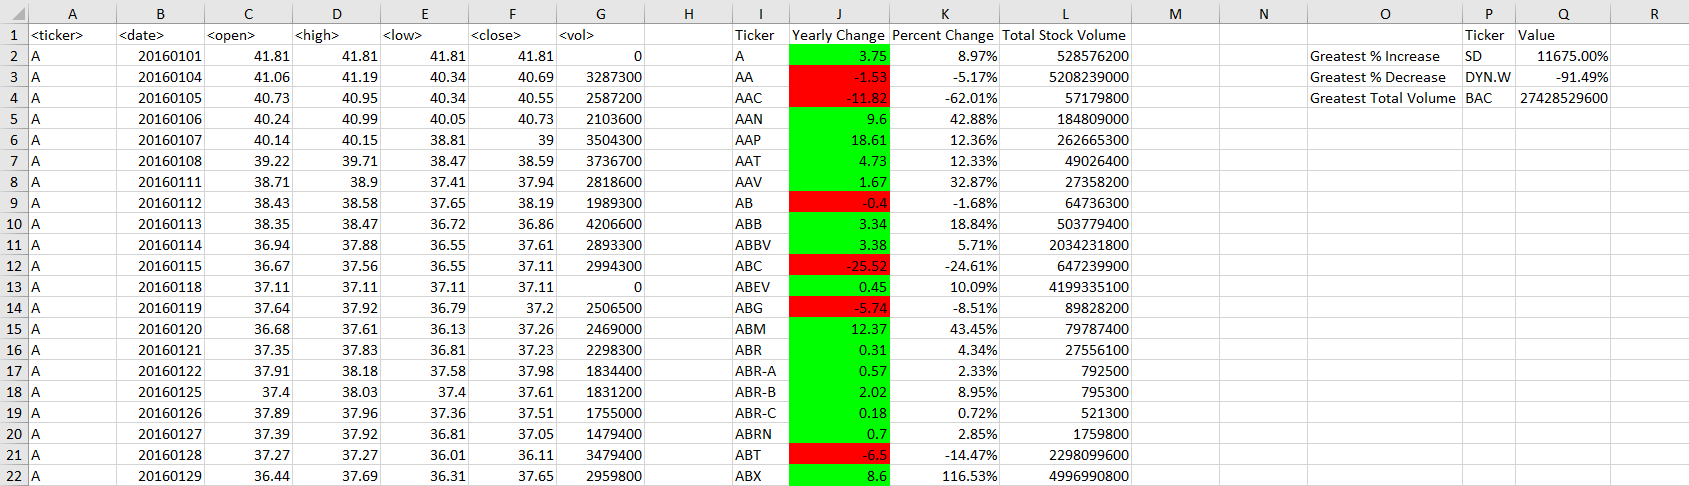 A B C D E F G H I J K L M N O P Q R
1 <ticker> <date> <open> <high> <low> <close> <vol> Ticker Yearly Change Percent Change Total Stock Volume Ticker Value
2 A 20160101 41.81 41.81 41.81 41.81 0 A 3.75 8.97% 528576200 Greatest % Increase SD 11675.00%
3 A 20160104 41.06 41.19 40.34 40.69 3287300 AA -1.53 -5.17% 5208239000 Greatest % Decrease DYN.W -91.49%
4 A 20160105 40.73 40.95 40.34 40.55 2587200 AAC -11.82 -62.01% 57179800 Greatest Total Volume BAC 27428529600
5 A 20160106 40.24 40.99 40.05 40.73 2103600 AAN 9.6 42.88% 184809000
6 A 20160107 40.14 40.15 38.81 39 3504300 AAP 18.61 12.36% 262665300
7 A 20160108 39.22 39.71 38.47 38.59 3736700 AAT 4.73 12.33% 49026400
8 A 20160111 38.71 38.9 37.41 37.94 2818600 AAV 1.67 32.87% 27358200
9 A 20160112 38.43 38.58 37.65 38.19 1989300 AB -0.4 -1.68% 64736300
10 A 20160113 38.35 38.47 36.72 36.86 4206600 ABB 3.34 18.84% 503779400
11 A 20160114 36.94 37.88 36.55 37.61 2893300 ABBV 3.38 5.71% 2034231800
12 A 20160115 36.67 37.56 36.55 37.11 2994300 ABC -25.52 -24.61% 647239900
13 A 20160118 37.11 37.11 37.11 37.11 0 ABEV 0.45 10.09% 4199335100
14 A 20160119 37.64 37.92 36.79 37.2 2506500 ABG -5.74 -8.51% 89828200
15 A 20160120 36.68 37.61 36.13 37.26 2469000 ABM 12.37 43.45% 79787400
16 A 20160121 37.35 37.83 36.81 37.23 2298300 ABR 0.31 4.34% 27556100
17 A 20160122 37.91 38.18 37.58 37.98 1834400 ABR-A 0.57 2.33% 792500
18 A 20160125 37.4 38.03 37.4 37.61 1831200 ABR-B 2.02 8.95% 795300
19 A 20160126 37.89 37.96 37.36 37.51 1755000 ABR-C 0.18 0.72% 521300
20 A 20160127 37.39 37.92 36.81 37.05 1479400 ABRN 0.7 2.85% 1759800
21 A 20160128 37.27 37.27 36.01 36.11 3479400 ABT -6.5 -14.47% 2298099600
22 A 20160129 36.44 37.69 36.31 37.65 2959800 ABX 8.6 116.53% 4996990800